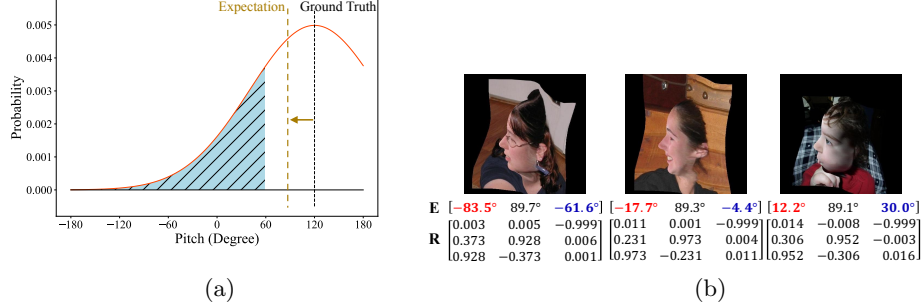 Expectation Ground Truth
0.005
0.004
0.003
0.002
0.001
0.000
Probability
−180 −120 −60 0 60 120 180
Pitch (Degree)
(a)
E [−83.5° 89.7° −61.6°] [−17.7° 89.3° −4.4°] [12.2° 89.1° 30.0°]
0.003 0.005 −0.999 0.011 0.001 −0.999 0.014 −0.008 −0.999
R 0.373 0.928 0.006 0.231 0.973 0.004 0.306 0.952 −0.003
0.928 −0.373 0.001 0.973 −0.231 0.011 0.952 −0.306 0.016
(b)